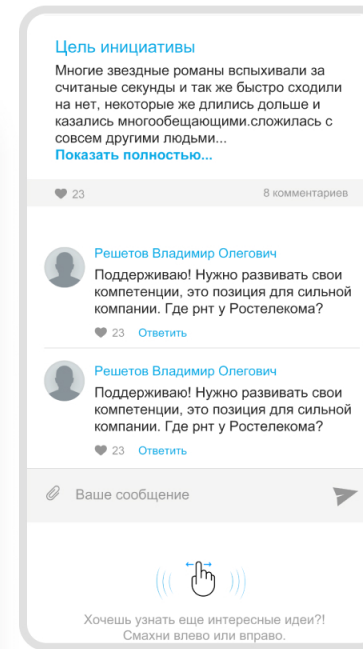 Цель инициативы
Многие звездные романы вспыхивали за
считаные секунды и так же быстро сходили
на нет, некоторые же длились дольше и
казались многообещающими.сложилась с
совсем другими людьми...
Показать полностью...
23 8 комментариев
Решетов Владимир Олегович
Поддерживаю! Нужно развивать свои
компетенции, это позиция для сильной
компании. Где рнт у Ростелекома?
23 Ответить
Решетов Владимир Олегович
Поддерживаю! Нужно развивать свои
компетенции, это позиция для сильной
компании. Где рнт у Ростелекома?
23 Ответить
Ваше сообщение
Хочешь узнать еще интересные идеи?!
Смахни влево или вправо.